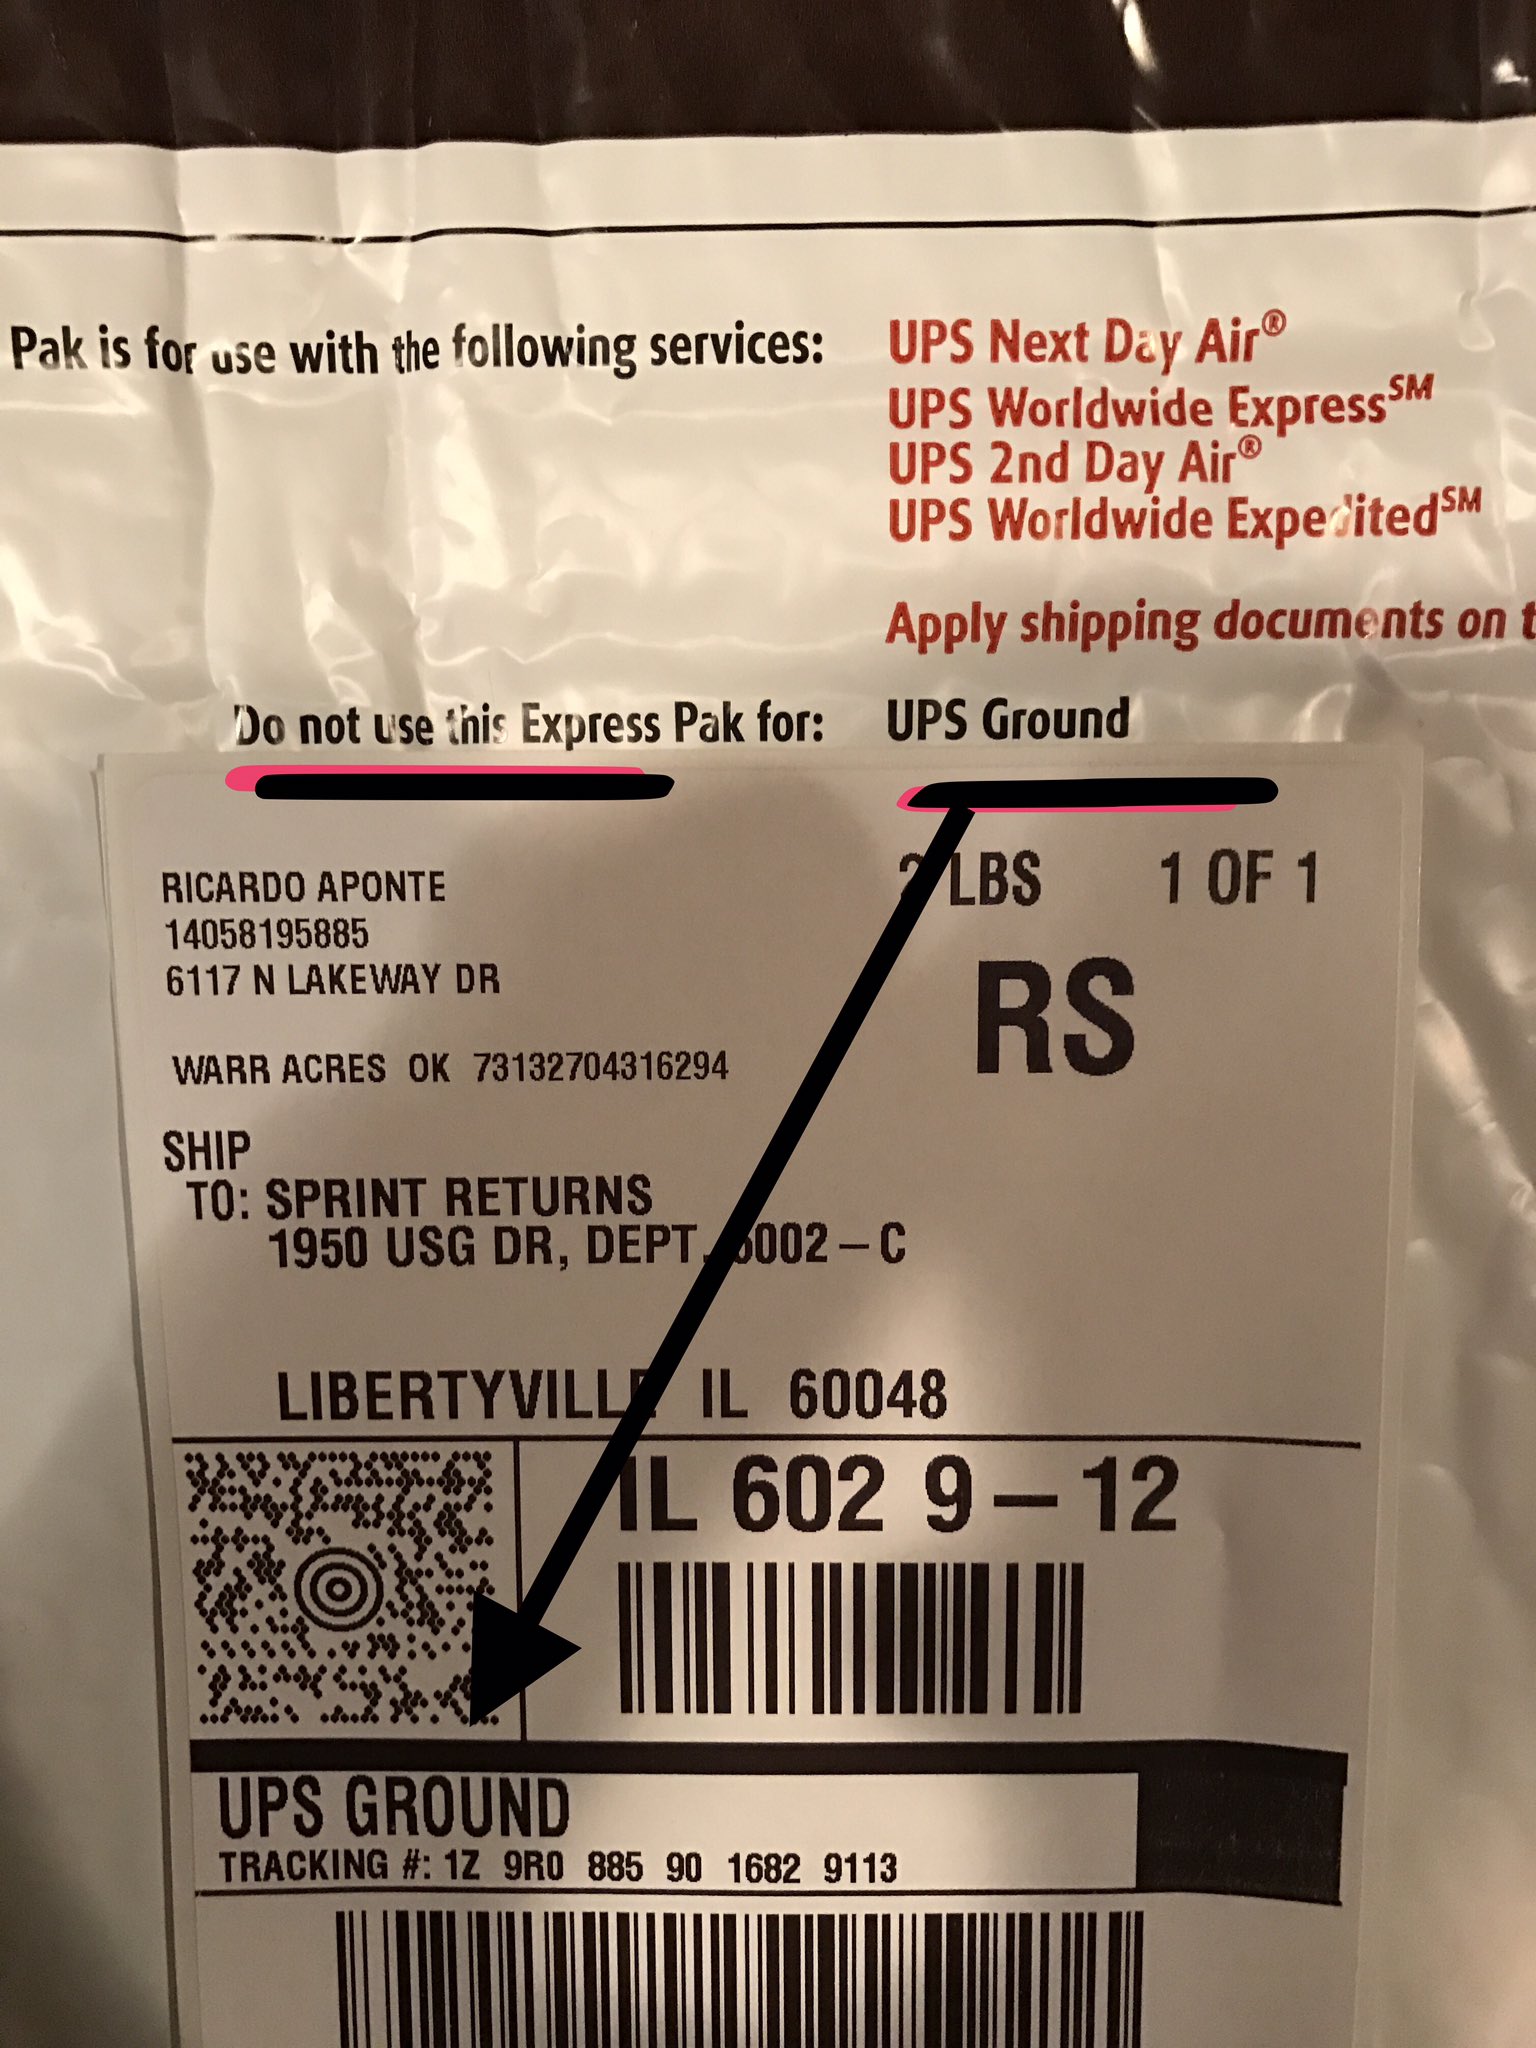 Pak is for use with the following services: UPS Next Day Air®
UPS Worldwide Express℠
UPS 2nd Day Air®
UPS Worldwide Expedited℠
Apply shipping documents on
Do not use this Express Pak for: UPS Ground
RICARDO APONTE
14058195885
6117 N LAKEWAY DR
WARR ACRES OK 73132704316294
LBS 1 OF 1
RS
SHIP
TO: SPRINT RETURNS
1950 USG DR, DEPT. 002-C
LIBERTYVILLE IL 60048
IL 602 9-12
UPS GROUND
TRACKING #: 1Z 9R0 885 90 1682 9113